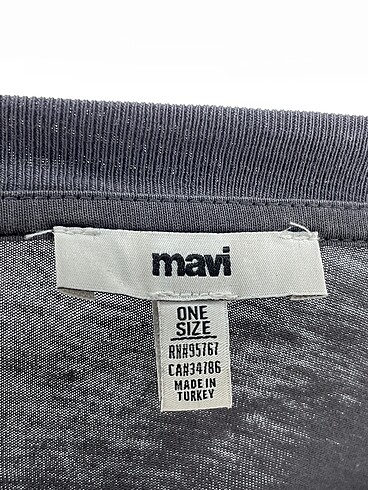 mavi
ONE
SIZE
RN#95767
CA#34786
MADE IN
TURKEY